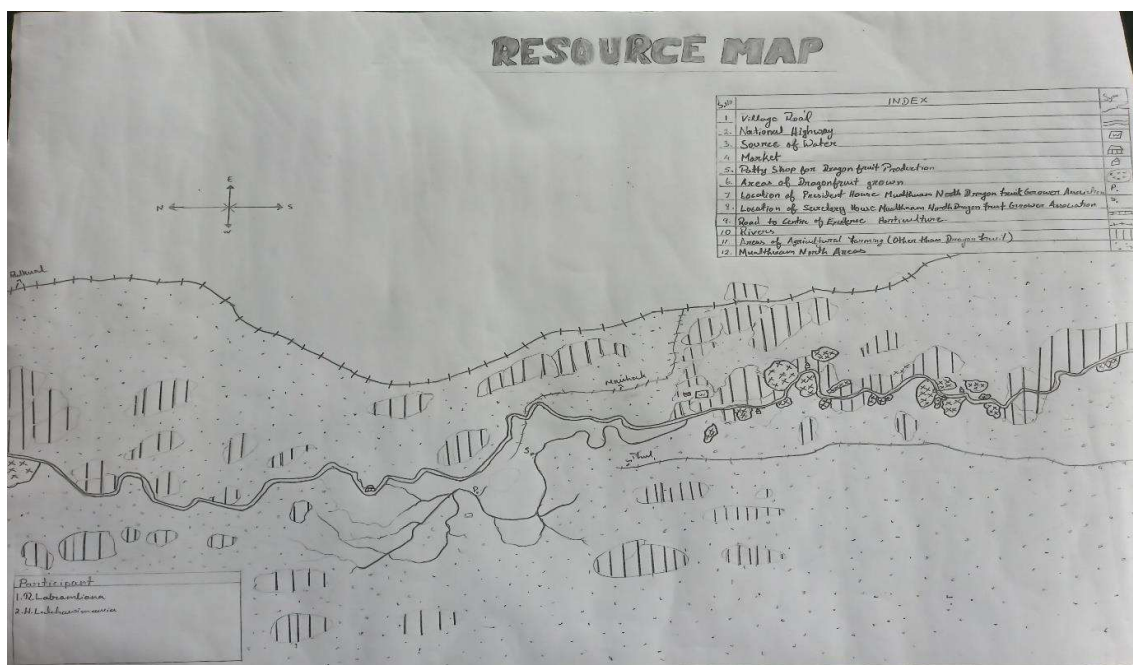 RESOURCE MAP
S.No INDEX Sym
1. Village Road
2. National Highway
3. Source of Water
4. Market
5. Patty Shop for Dragon fruit Production
6. Areas of Dragonfruit grown
7. Location of President House Mualthuam North Dragon fruit Grower Association P.
8. Location of Secretary House Mualthuam North Dragon fruit Grower Association S.
9. Road to Centre of Excellence Horticulture
10 Rivers
11. Areas of Agricultural farming (Other than Dragon fruit)
12. Mualthuam North Areas
E
N S
P
S
Participant